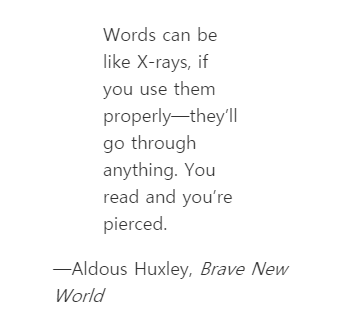 Words can be
like X-rays, if
you use them
properly—they’ll
go through
anything. You
read and you’re
pierced.
—Aldous Huxley, Brave New
World